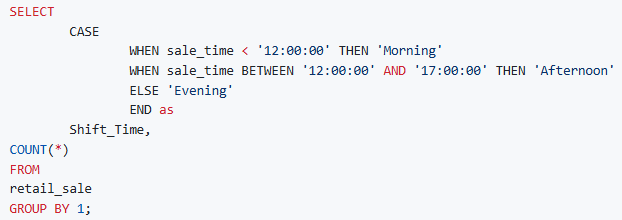 SELECT
CASE
WHEN sale_time < '12:00:00' THEN 'Morning'
WHEN sale_time BETWEEN '12:00:00' AND '17:00:00' THEN 'Afternoon'
ELSE 'Evening'
END as
Shift_Time,
COUNT(*)
FROM
retail_sale
GROUP BY 1;